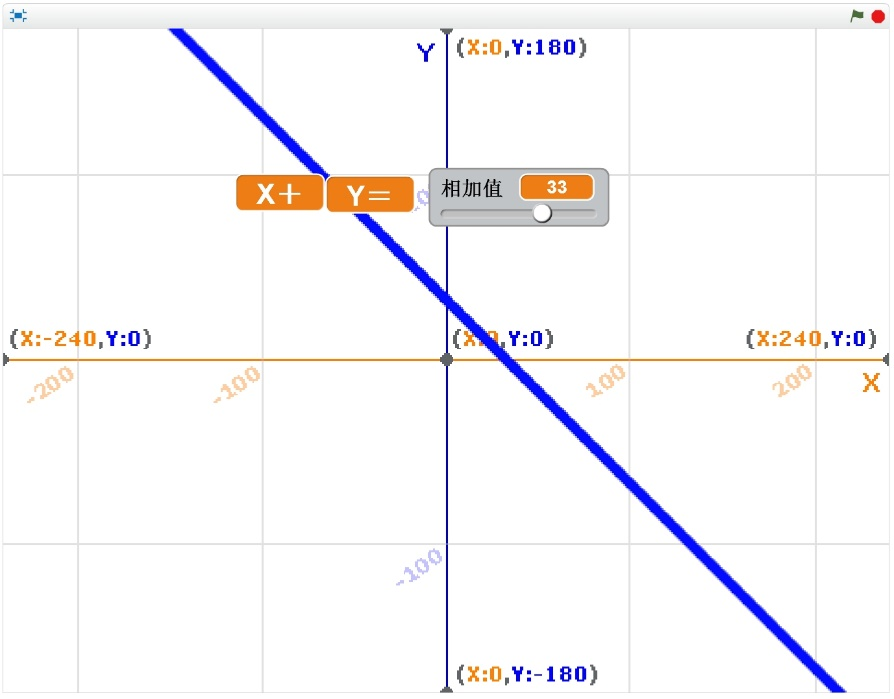 Y (X:0,Y:180)
X+ Y= 相加值 33
(X:-240,Y:0) (X:0,Y:0) (X:240,Y:0)
-200 -100 100 200 X
-100
(X:0,Y:-180)